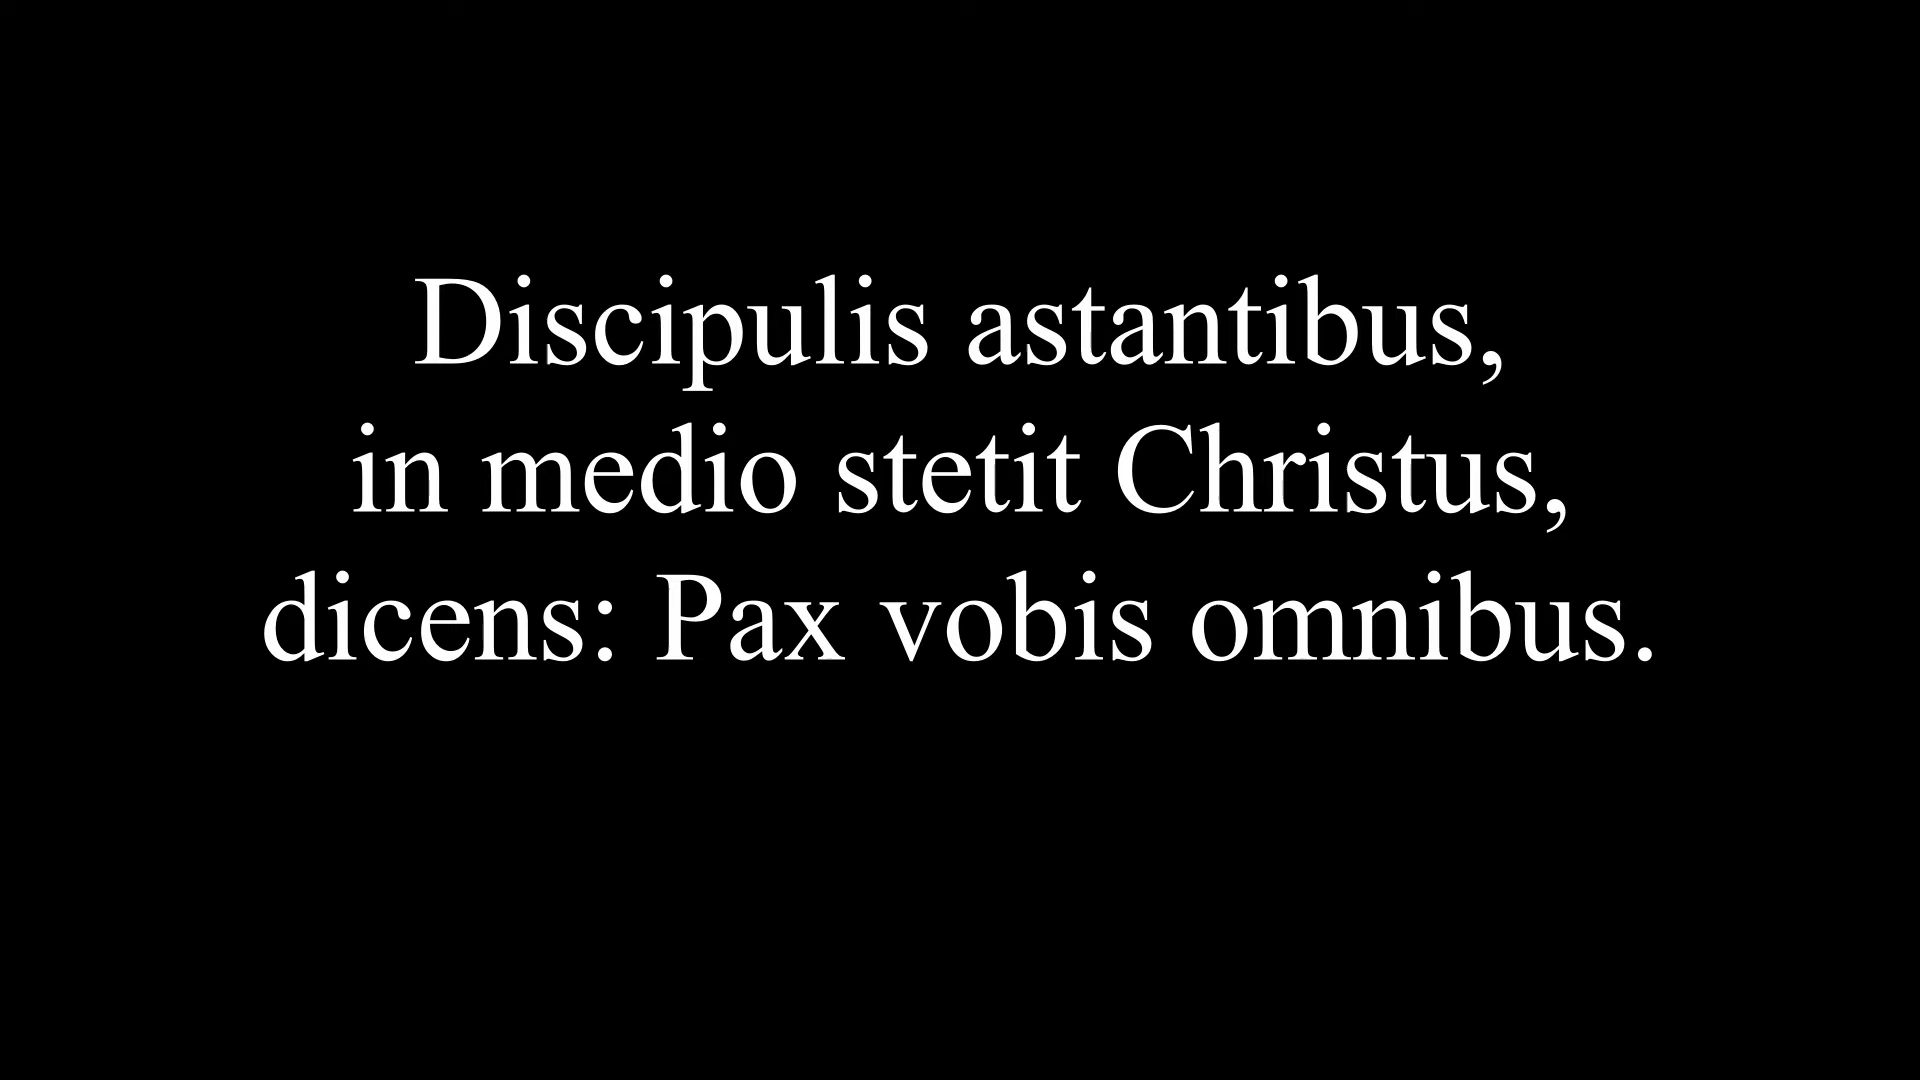 Discipulis astantibus,
in medio stetit Christus,
dicens: Pax vobis omnibus.